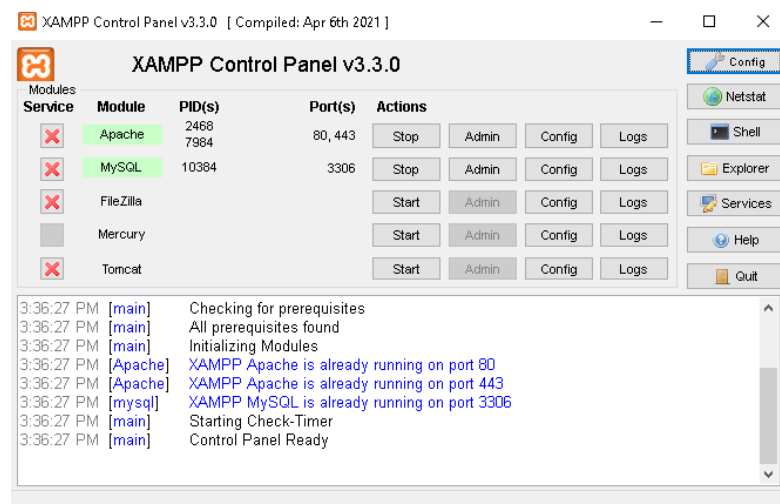 XAMPP Control Panel v3.3.0 [ Compiled: Apr 6th 2021 ]
XAMPP Control Panel v3.3.0
Config
Modules
Service Module PID(s) Port(s) Actions
Netstat
Apache 2468 7984 80, 443 Stop Admin Config Logs
Shell
MySQL 10384 3306 Stop Admin Config Logs
Explorer
FileZilla Start Admin Config Logs
Services
Mercury Start Admin Config Logs
Help
Tomcat Start Admin Config Logs
Quit
3:36:27 PM [main] Checking for prerequisites
3:36:27 PM [main] All prerequisites found
3:36:27 PM [main] Initializing Modules
3:36:27 PM [Apache] XAMPP Apache is already running on port 80
3:36:27 PM [Apache] XAMPP Apache is already running on port 443
3:36:27 PM [mysql] XAMPP MySQL is already running on port 3306
3:36:27 PM [main] Starting Check-Timer
3:36:27 PM [main] Control Panel Ready